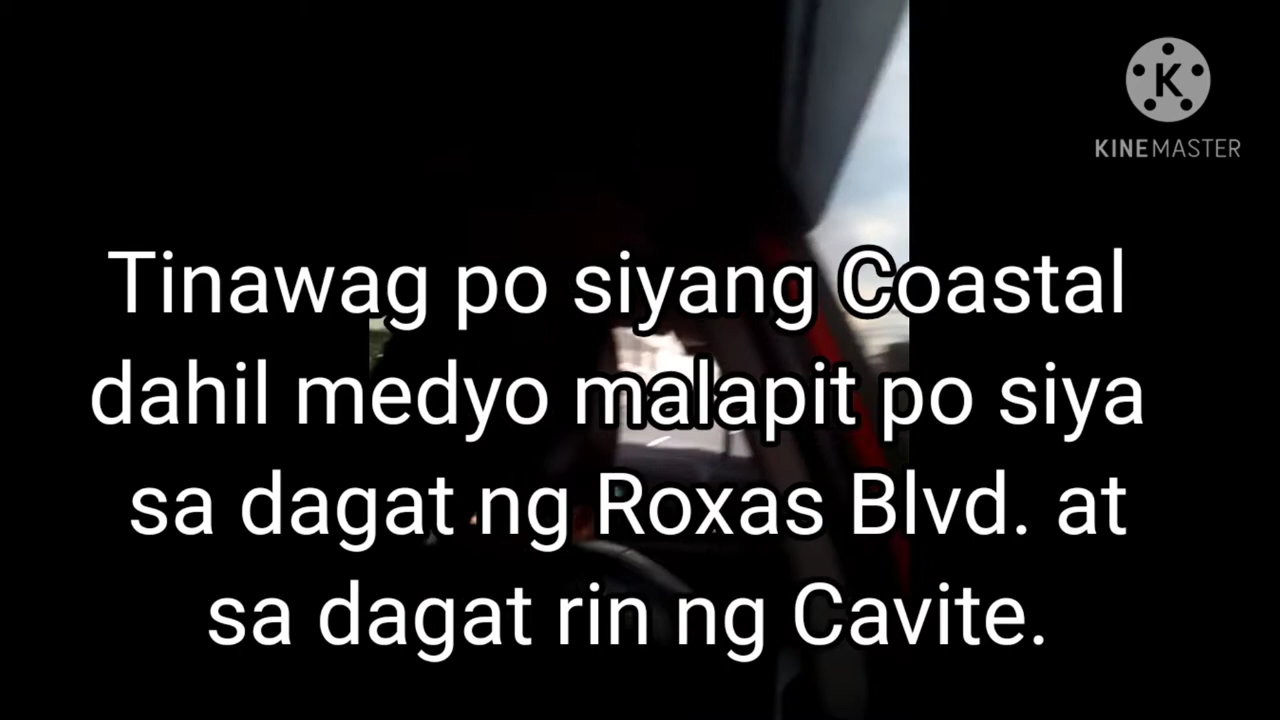 K
KINEMASTER
Tinawag po siyang Coastal
dahil medyo malapit po siya
sa dagat ng Roxas Blvd. at
sa dagat rin ng Cavite.